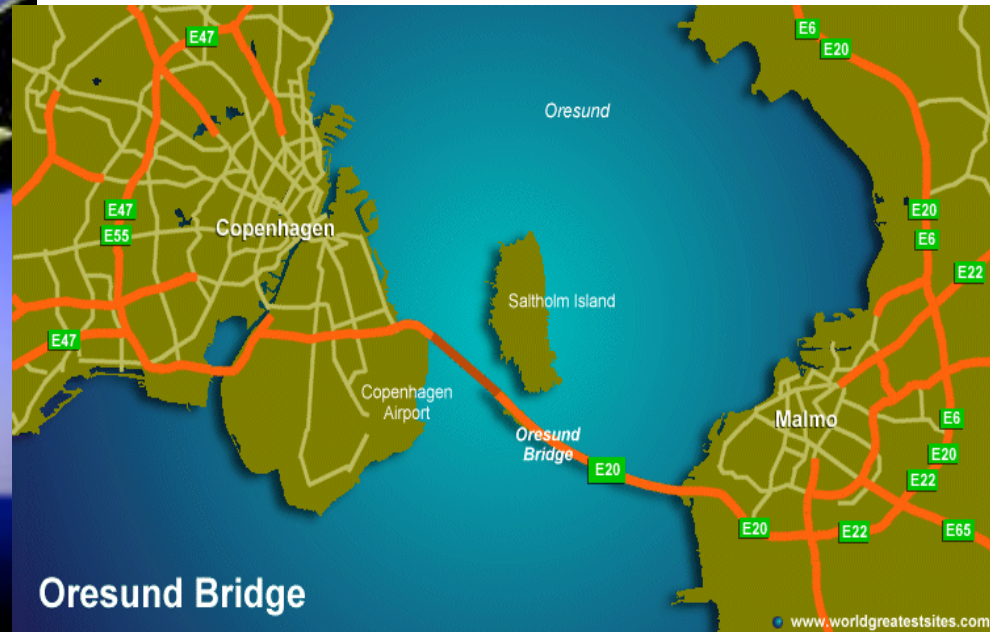 E47
E6
E20
Oresund
E47
E55
Copenhagen
E20
E6
E22
Saltholm Island
E47
Copenhagen
Airport
Oresund
Bridge
E20
Malmo
E6
E20
E22
E20
E22
E65
Oresund Bridge
www.worldgreatestsites.com